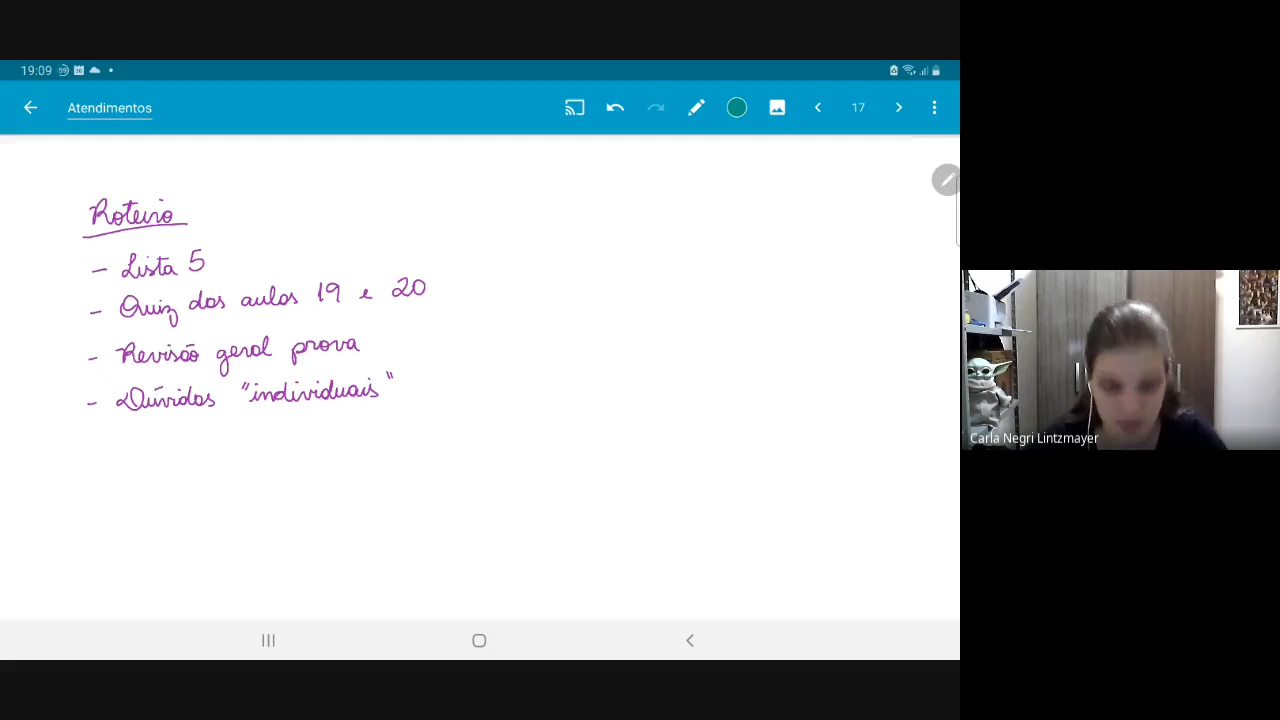 19:09
Atendimentos
17
Roteiro
- Lista 5
- Quiz das aulas 19 e 20
- Revisão geral prova
- Dúvidas "individuais"
Carla Negri Lintzmayer